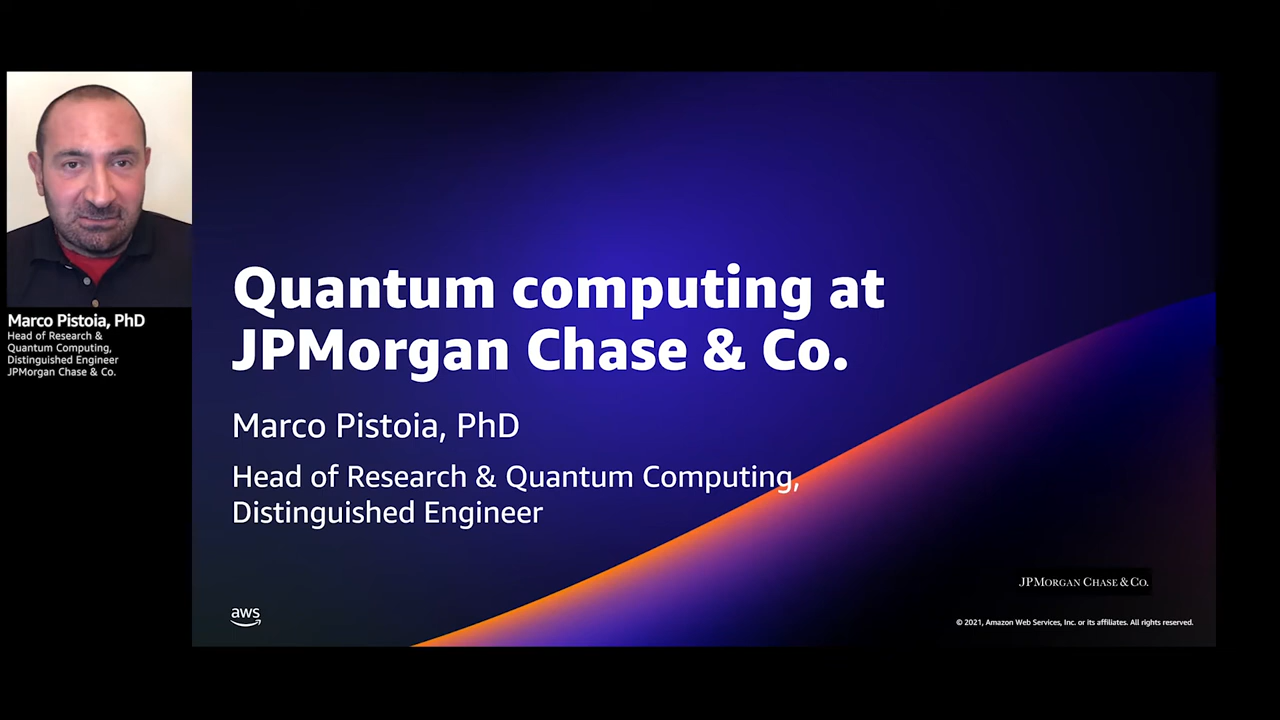 Marco Pistoia, PhD
Head of Research &
Quantum Computing,
Distinguished Engineer
JPMorgan Chase & Co.
Quantum computing at
JPMorgan Chase & Co.
Marco Pistoia, PhD
Head of Research & Quantum Computing,
Distinguished Engineer
aws
JPMORGAN CHASE & CO.
© 2021, Amazon Web Services, Inc. or its affiliates. All rights reserved.